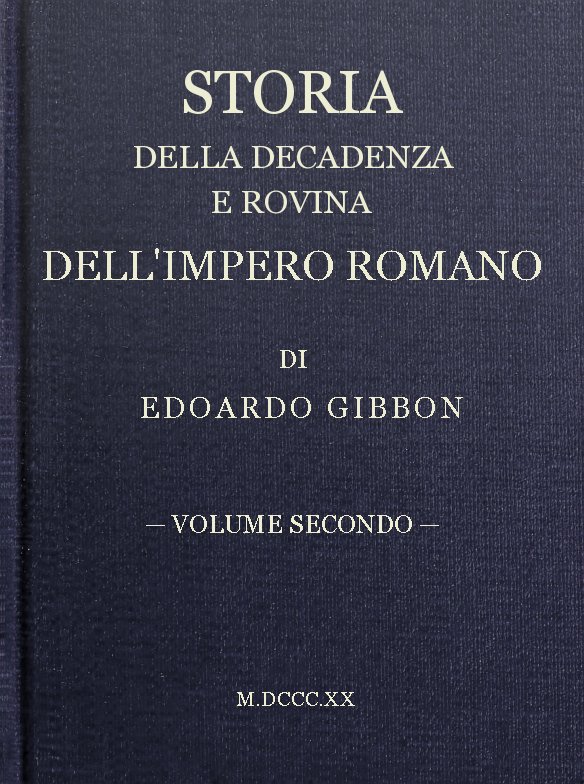 STORIA
DELLA DECADENZA
E ROVINA
DELL'IMPERO ROMANO
DI
EDOARDO GIBBON
— VOLUME SECONDO —
M.DCCC.XX